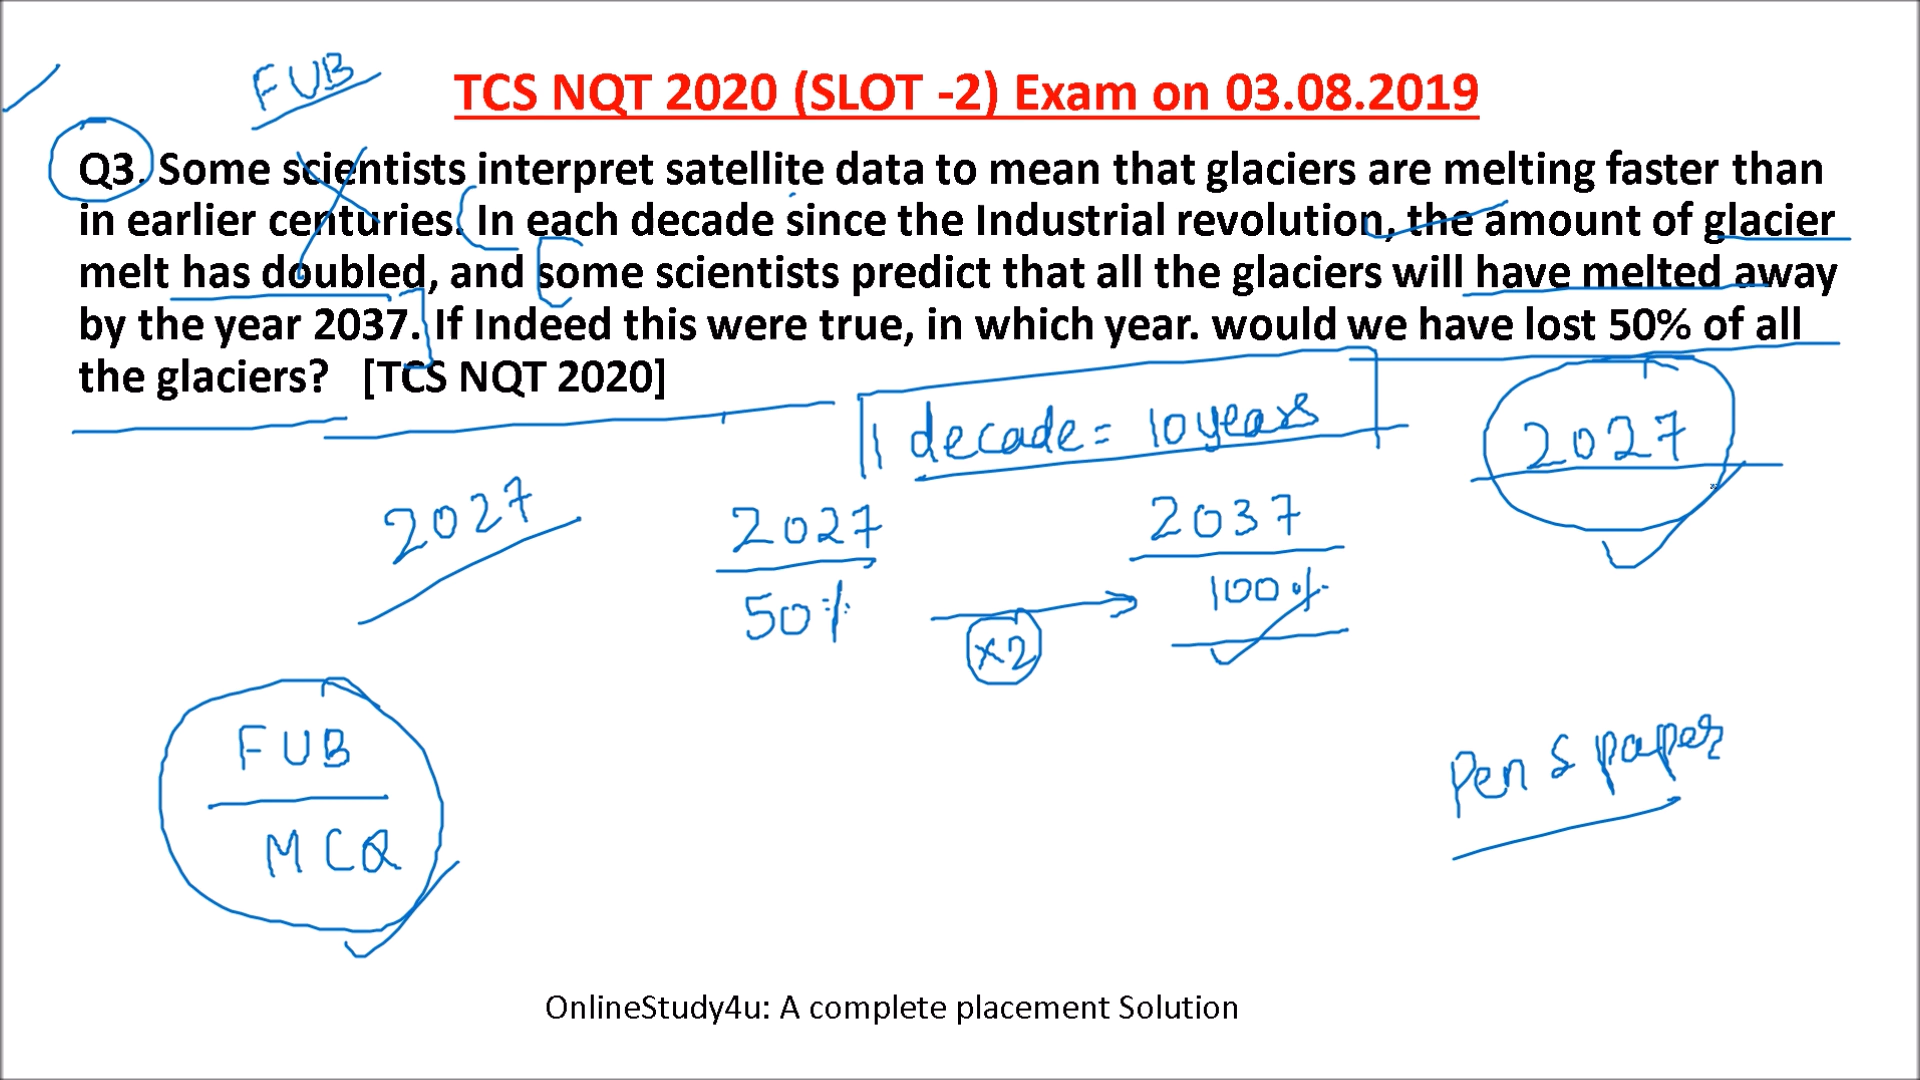 FUB
TCS NQT 2020 (SLOT -2) Exam on 03.08.2019
Q3. Some scientists interpret satellite data to mean that glaciers are melting faster than
in earlier centuries. In each decade since the Industrial revolution, the amount of glacier
melt has doubled, and some scientists predict that all the glaciers will have melted away
by the year 2037. If Indeed this were true, in which year. would we have lost 50% of all
the glaciers? [TCS NQT 2020]
1 decade = 10 years
2027
2027
2027
2037
50%
×2
100%
FUB
MCQ
Pen & paper
OnlineStudy4u: A complete placement Solution